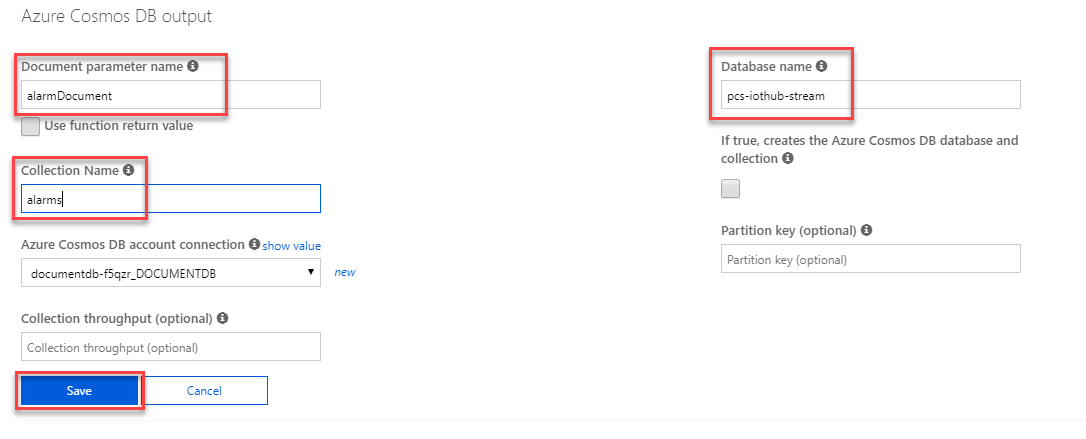 Azure Cosmos DB output
Document parameter name
alarmDocument
Use function return value
Collection Name
alarms
Azure Cosmos DB account connection show value
documentdb-f5qzr_DOCUMENTDB new
Collection throughput (optional)
Collection throughput (optional)
Save Cancel
Database name
pcs-iothub-stream
If true, creates the Azure Cosmos DB database and
collection
Partition key (optional)
Partition key (optional)